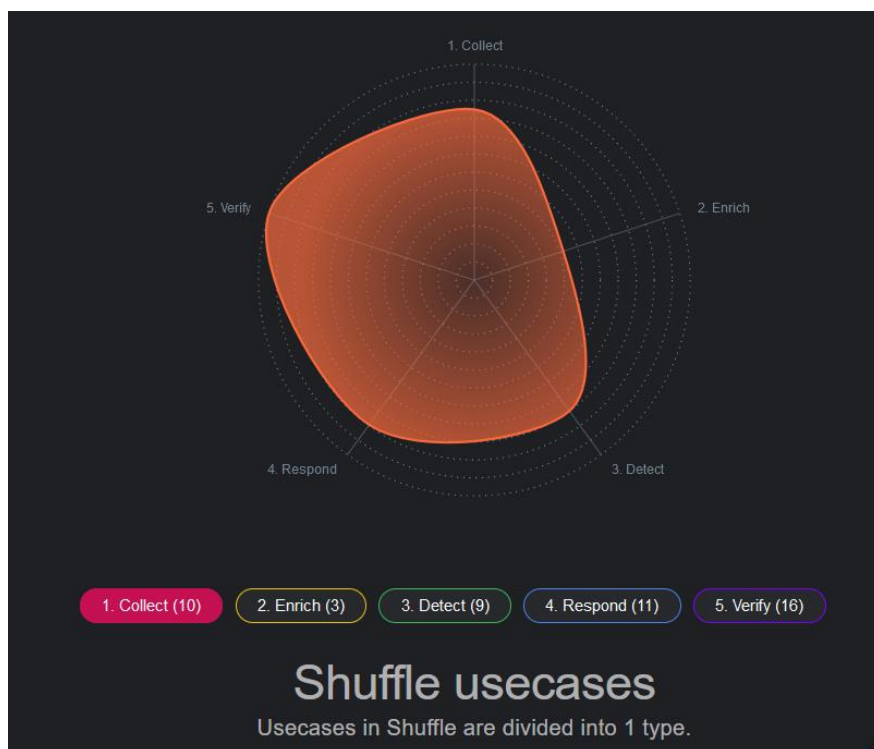 1. Collect
5. Verify
2. Enrich
4. Respond
3. Detect
1. Collect (10)
2. Enrich (3)
3. Detect (9)
4. Respond (11)
5. Verify (16)
Shuffle usecases
Usecases in Shuffle are divided into 1 type.